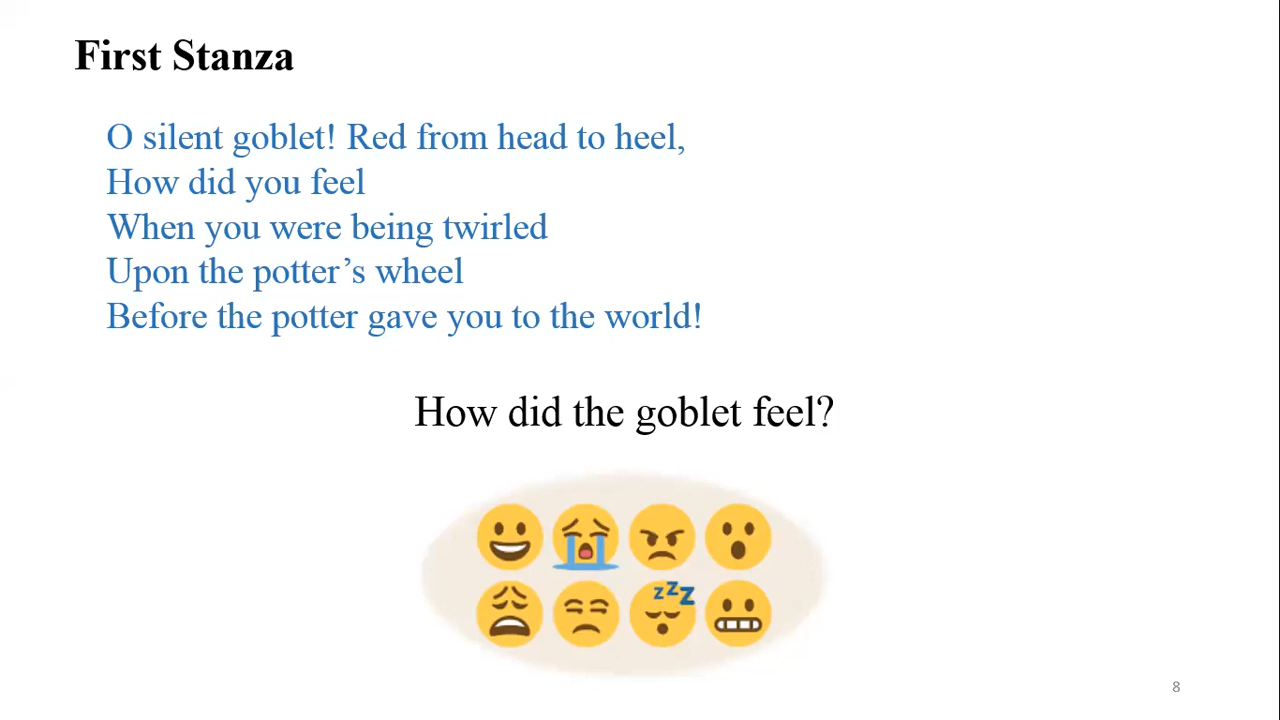 First Stanza
O silent goblet! Red from head to heel,
How did you feel
When you were being twirled
Upon the potter’s wheel
Before the potter gave you to the world!
How did the goblet feel?
zzz
8